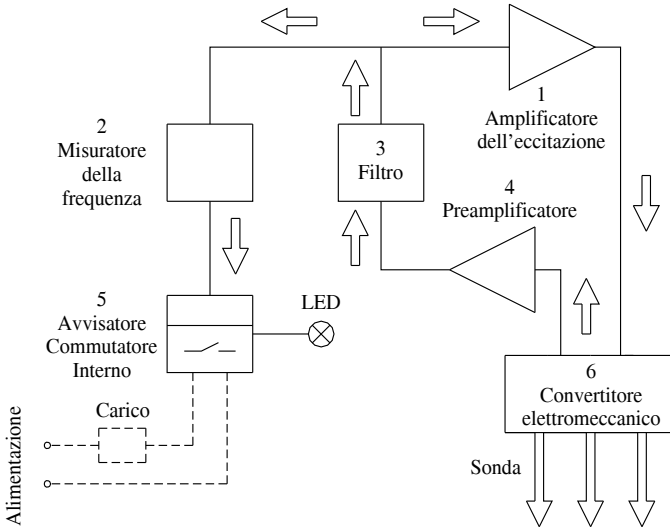 1
Amplificatore
dell'eccitazione
2
Misuratore
della
frequenza
3
Filtro
4
Preamplificatore
5
Avvisatore
Commutatore
Interno
LED
6
Convertitore
elettromeccanico
Carico
Alimentazione
Sonda